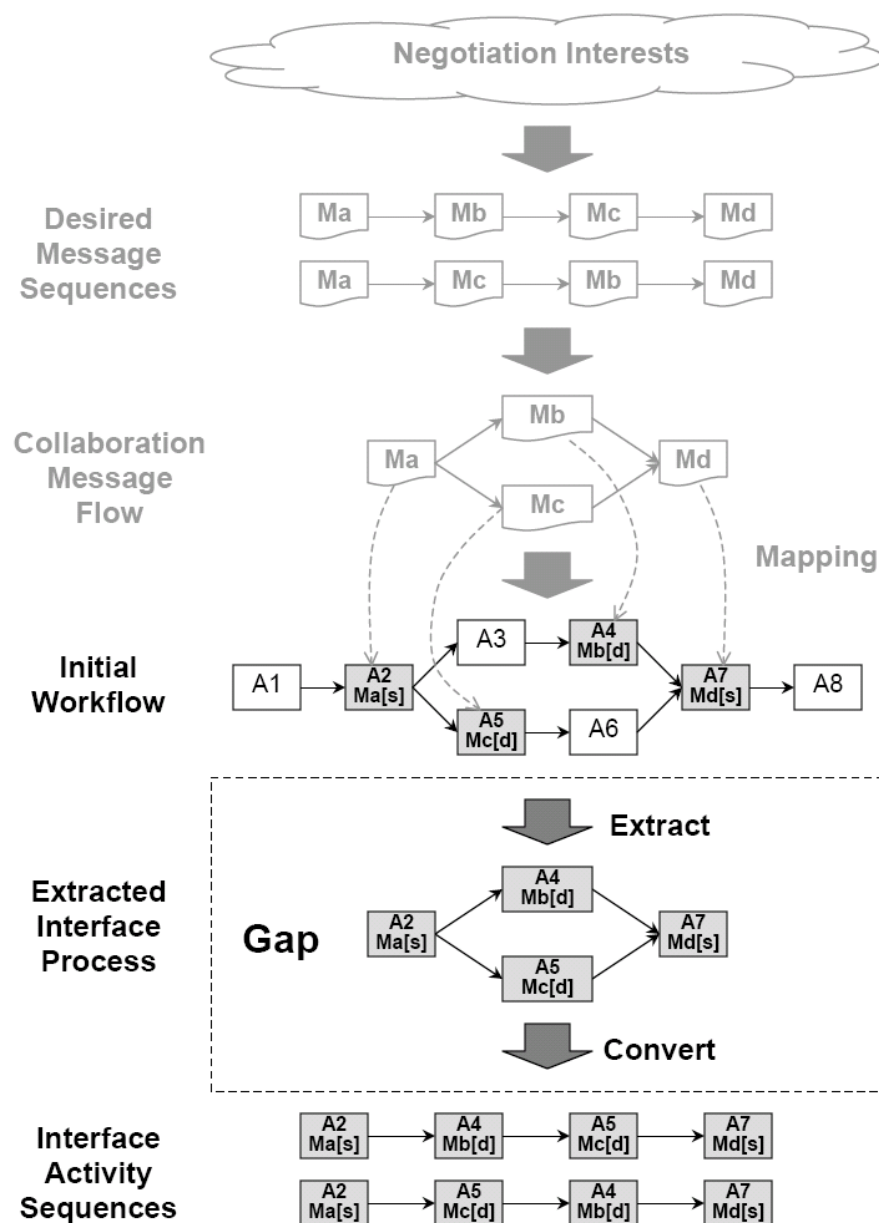 Negotiation Interests
Desired
Message
Sequences
Ma
Mb
Mc
Md
Ma
Mc
Mb
Md
Collaboration
Message
Flow
Ma
Mb
Mc
Md
Mapping
Initial
Workflow
A1
A2
Ma[s]
A3
A4
Mb[d]
A5
Mc[d]
A6
A7
Md[s]
A8
Extract
Extracted
Interface
Process
Gap
A2
Ma[s]
A4
Mb[d]
A5
Mc[d]
A7
Md[s]
Convert
Interface
Activity
Sequences
A2
Ma[s]
A4
Mb[d]
A5
Mc[d]
A7
Md[s]
A2
Ma[s]
A5
Mc[d]
A4
Mb[d]
A7
Md[s]